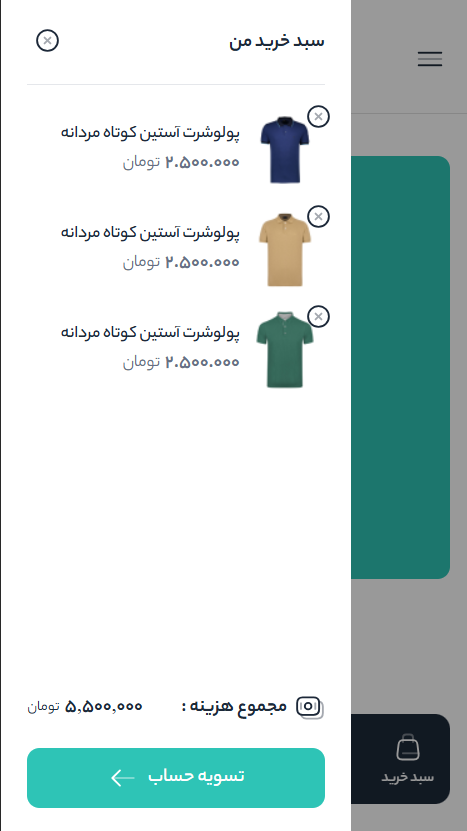 سبد خرید من
پولوشرت آستین کوتاه مردانه
۲.۵۰۰.۰۰۰ تومان
پولوشرت آستین کوتاه مردانه
۲.۵۰۰.۰۰۰ تومان
پولوشرت آستین کوتاه مردانه
۲.۵۰۰.۰۰۰ تومان
مجموع هزینه : ۵,۵۰۰,۰۰۰ تومان
تسویه حساب
سبد خرید